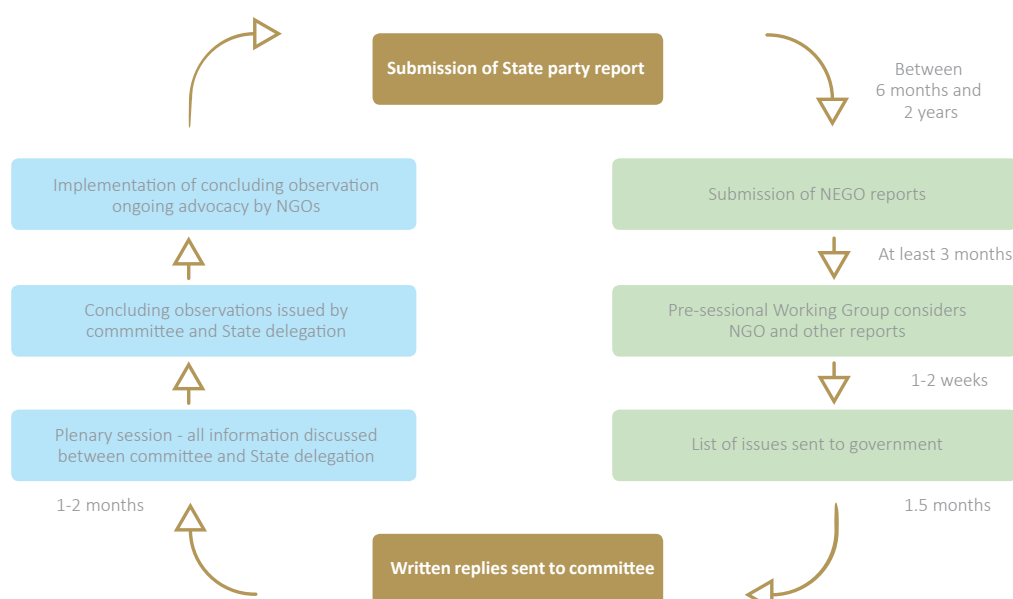 Submission of State party report
Between
6 months and
2 years
Submission of NEGO reports
At least 3 months
Pre-sessional Working Group considers
NGO and other reports
1-2 weeks
List of issues sent to government
1.5 months
Written replies sent to committee
1-2 months
Plenary session - all information discussed
between committee and State delegation
Concluding observations issued by
commmittee and State delegation
Implementation of concluding observation
ongoing advocacy by NGOs